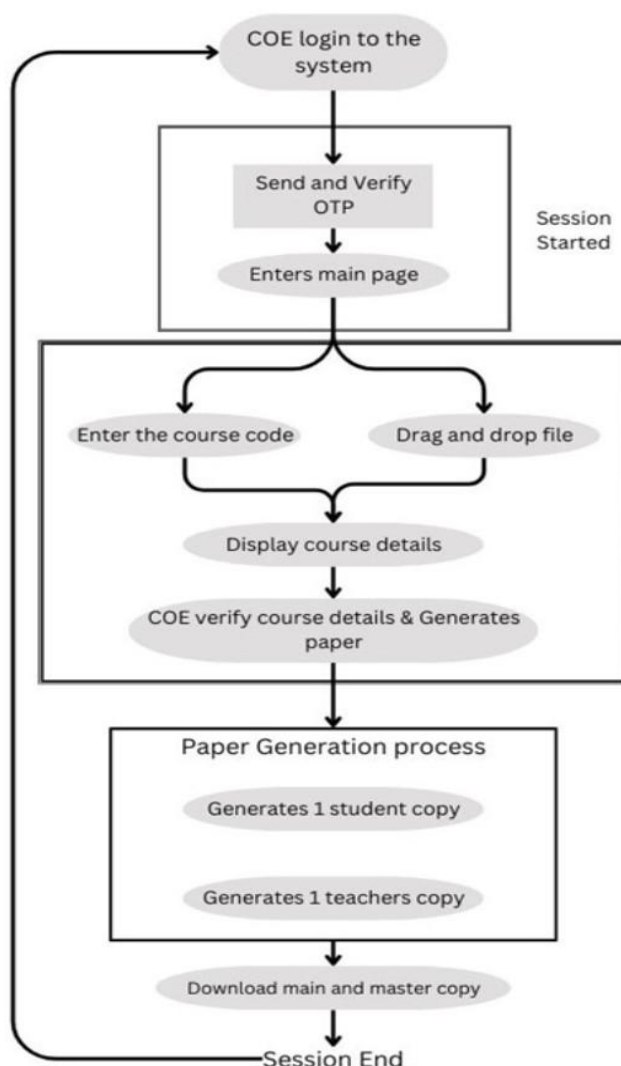 COE login to the
system
Send and Verify
OTP
Session
Started
Enters main page
Enter the course code
Drag and drop file
Display course details
COE verify course details & Generates
paper
Paper Generation process
Generates 1 student copy
Generates 1 teachers copy
Download main and master copy
Session End